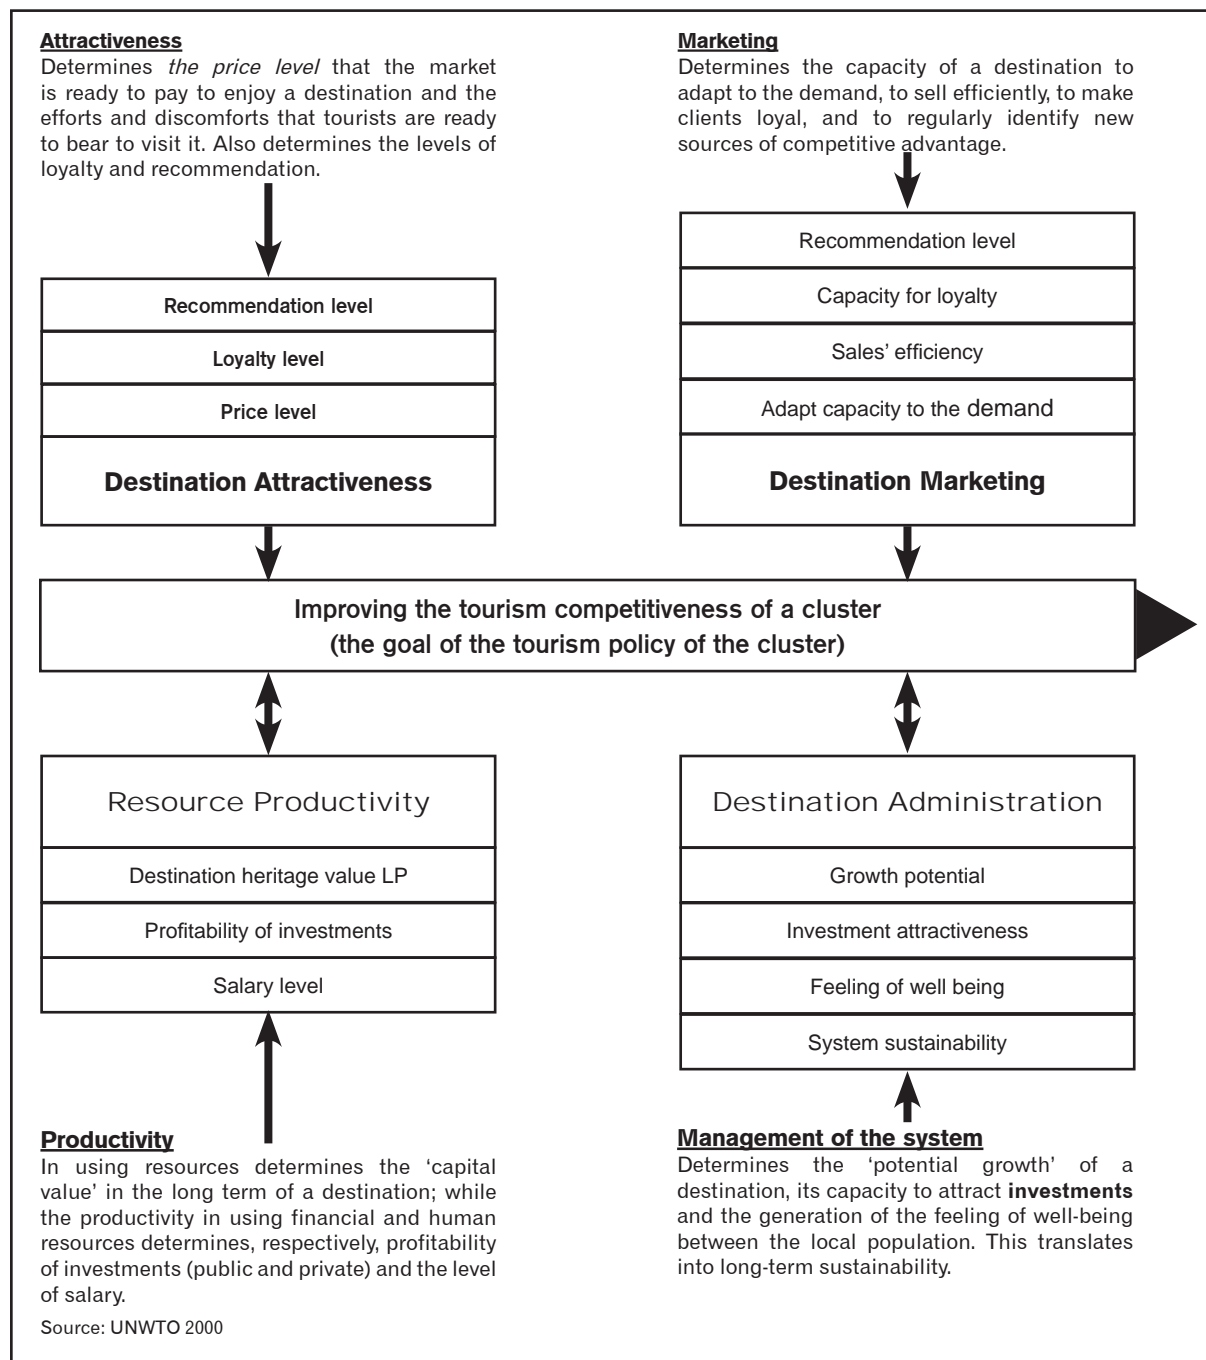 Attractiveness
Determines the price level that the market
is ready to pay to enjoy a destination and the
efforts and discomforts that tourists are ready
to bear to visit it. Also determines the levels of
loyalty and recommendation.
Marketing
Determines the capacity of a destination to
adapt to the demand, to sell efficiently, to make
clients loyal, and to regularly identify new
sources of competitive advantage.
Recommendation level
Loyalty level
Price level
Destination Attractiveness
Recommendation level
Capacity for loyalty
Sales' efficiency
Adapt capacity to the demand
Destination Marketing
Improving the tourism competitiveness of a cluster
(the goal of the tourism policy of the cluster)
Resource Productivity
Destination heritage value LP
Profitability of investments
Salary level
Destination Administration
Growth potential
Investment attractiveness
Feeling of well being
System sustainability
Productivity
In using resources determines the ‘capital
value’ in the long term of a destination; while
the productivity in using financial and human
resources determines, respectively, profitability
of investments (public and private) and the level
of salary.
Source: UNWTO 2000
Management of the system
Determines the ‘potential growth’ of a
destination, its capacity to attract investments
and the generation of the feeling of well-being
between the local population. This translates
into long-term sustainability.